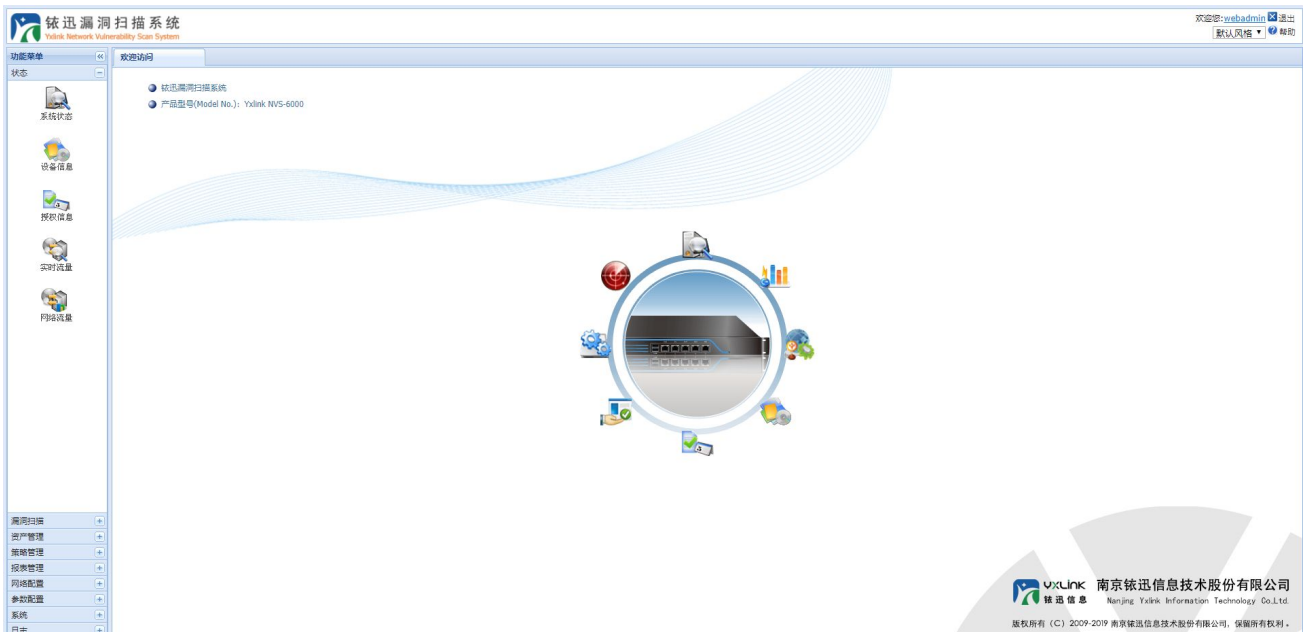 铱迅漏洞扫描系统
Yxlink Network Vulnerability Scan System
欢迎您:webadmin 退出
默认风格 帮助
功能菜单
欢迎访问
状态
铱迅漏洞扫描系统
产品型号(Model No.): Yxlink NVS-6000
系统状态
设备信息
授权信息
实时流量
网络流量
漏洞扫描
资产管理
策略管理
报表管理
网络配置
参数配置
系统
日志
YXLink 铱迅信息
南京铱迅信息技术股份有限公司
Nanjing Yxlink Information Technology Co.Ltd.
版权所有 (C) 2009-2019 南京铱迅信息技术股份有限公司, 保留所有权利。